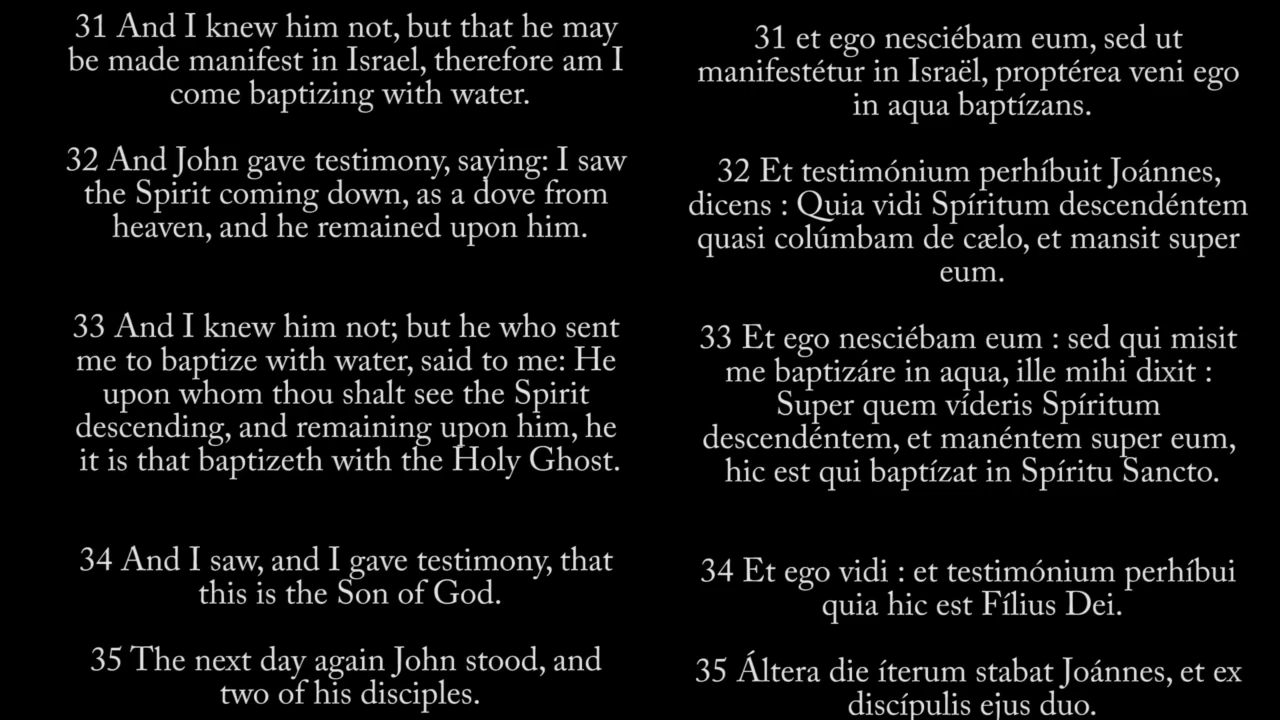 31 And I knew him not, but that he may
be made manifest in Israel, therefore am I
come baptizing with water.
32 And John gave testimony, saying: I saw
the Spirit coming down, as a dove from
heaven, and he remained upon him.
33 And I knew him not; but he who sent
me to baptize with water, said to me: He
upon whom thou shalt see the Spirit
descending, and remaining upon him, he
it is that baptizeth with the Holy Ghost.
34 And I saw, and I gave testimony, that
this is the Son of God.
35 The next day again John stood, and
two of his disciples.
31 et ego nesciébam eum, sed ut
manifestétur in Israël, proptérea veni ego
in aqua baptízans.
32 Et testimónium perhíbuit Joánnes,
dicens : Quia vidi Spíritum descendéntem
quasi colúmbam de cælo, et mansit super
eum.
33 Et ego nesciébam eum : sed qui misit
me baptizáre in aqua, ille mihi dixit :
Super quem víderis Spíritum
descendéntem, et manéntem super eum,
hic est qui baptízat in Spíritu Sancto.
34 Et ego vidi : et testimónium perhíbui
quia hic est Fílius Dei.
35 Áltera die íterum stabat Joánnes, et ex
discípulis ejus duo.